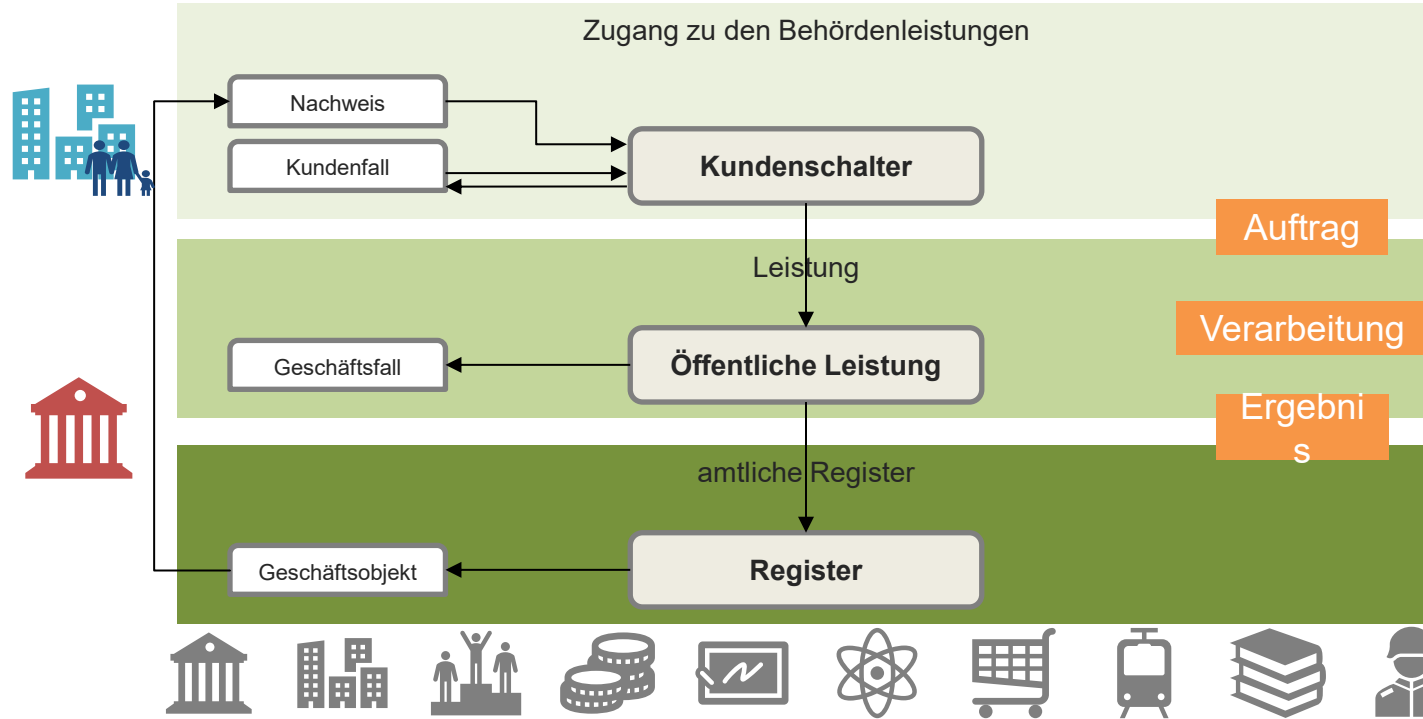 Zugang zu den Behördenleistungen
Nachweis
Kundenfall
Kundenschalter
Auftrag
Leistung
Verarbeitung
Geschäftsfall
Öffentliche Leistung
Ergebni
s
amtliche Register
Geschäftsobjekt
Register